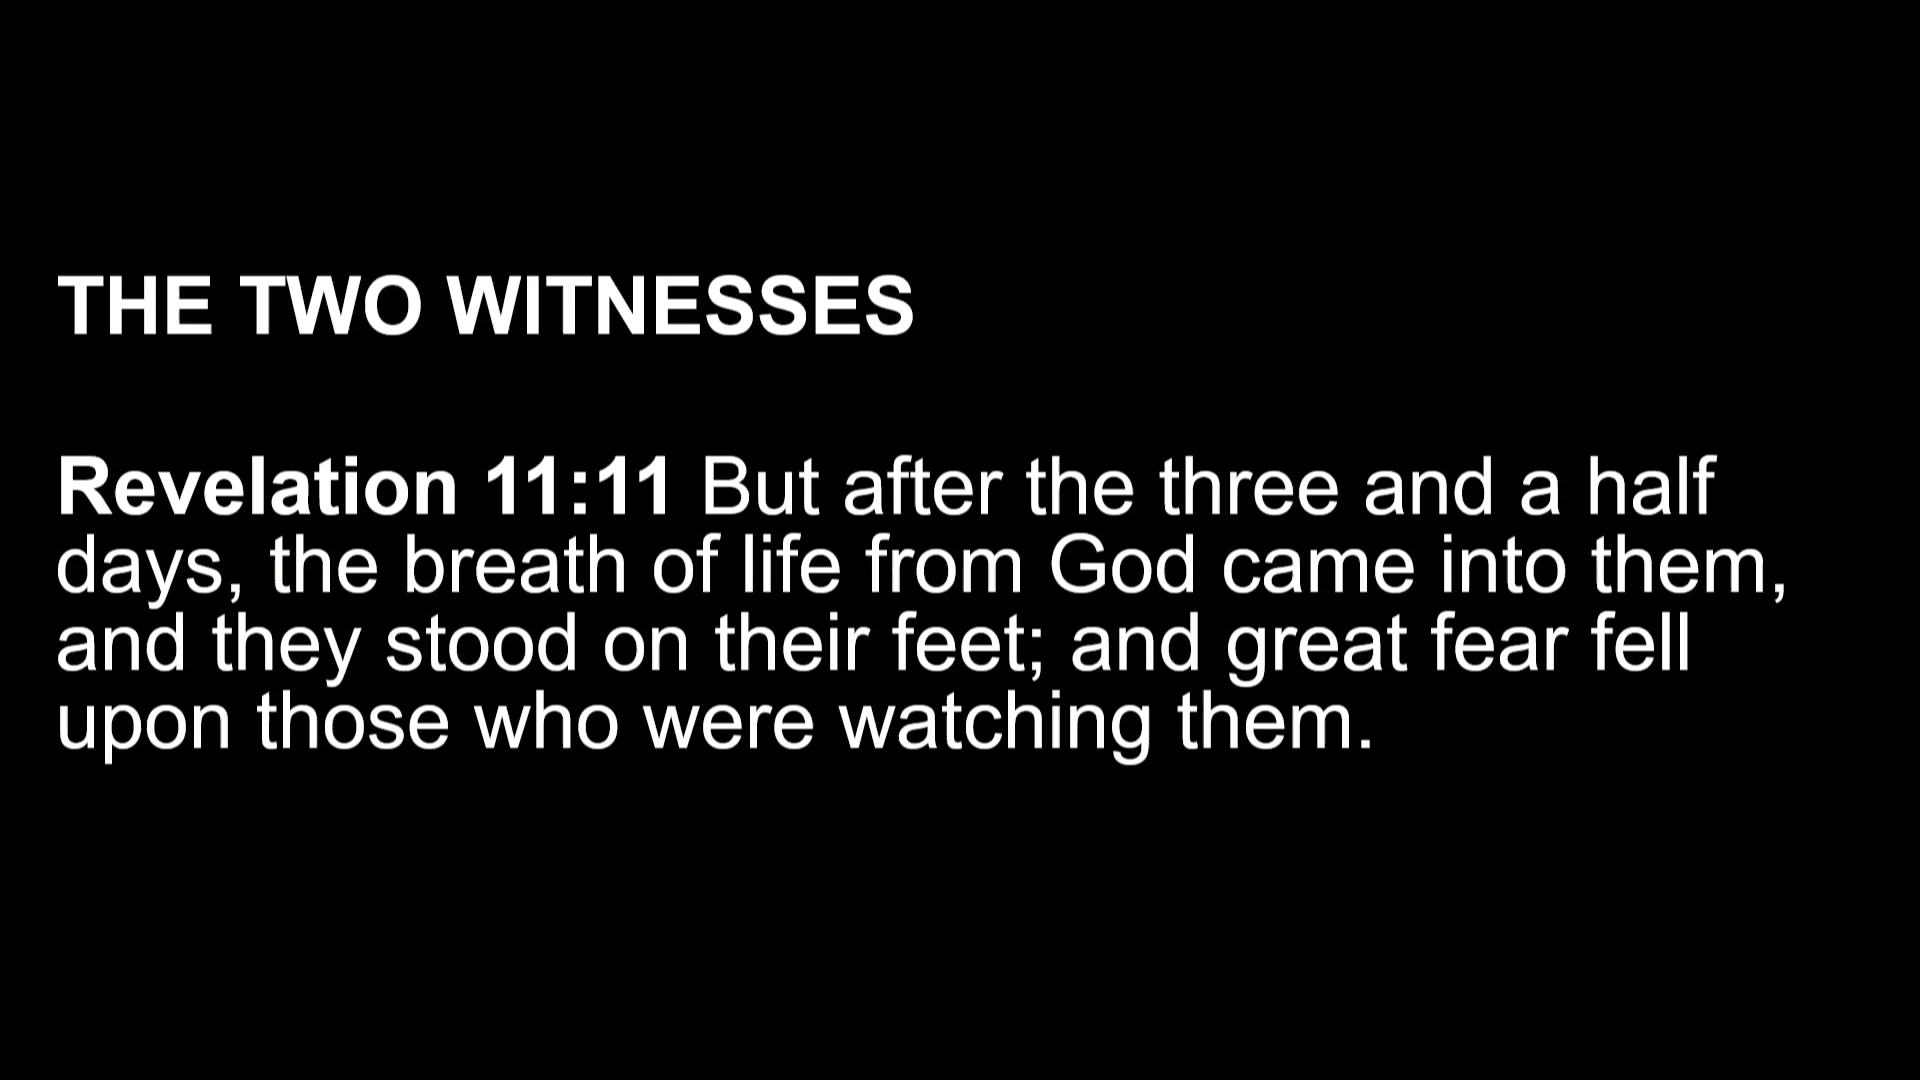 THE TWO WITNESSES
Revelation 11:11 But after the three and a half
days, the breath of life from God came into them,
and they stood on their feet; and great fear fell
upon those who were watching them.